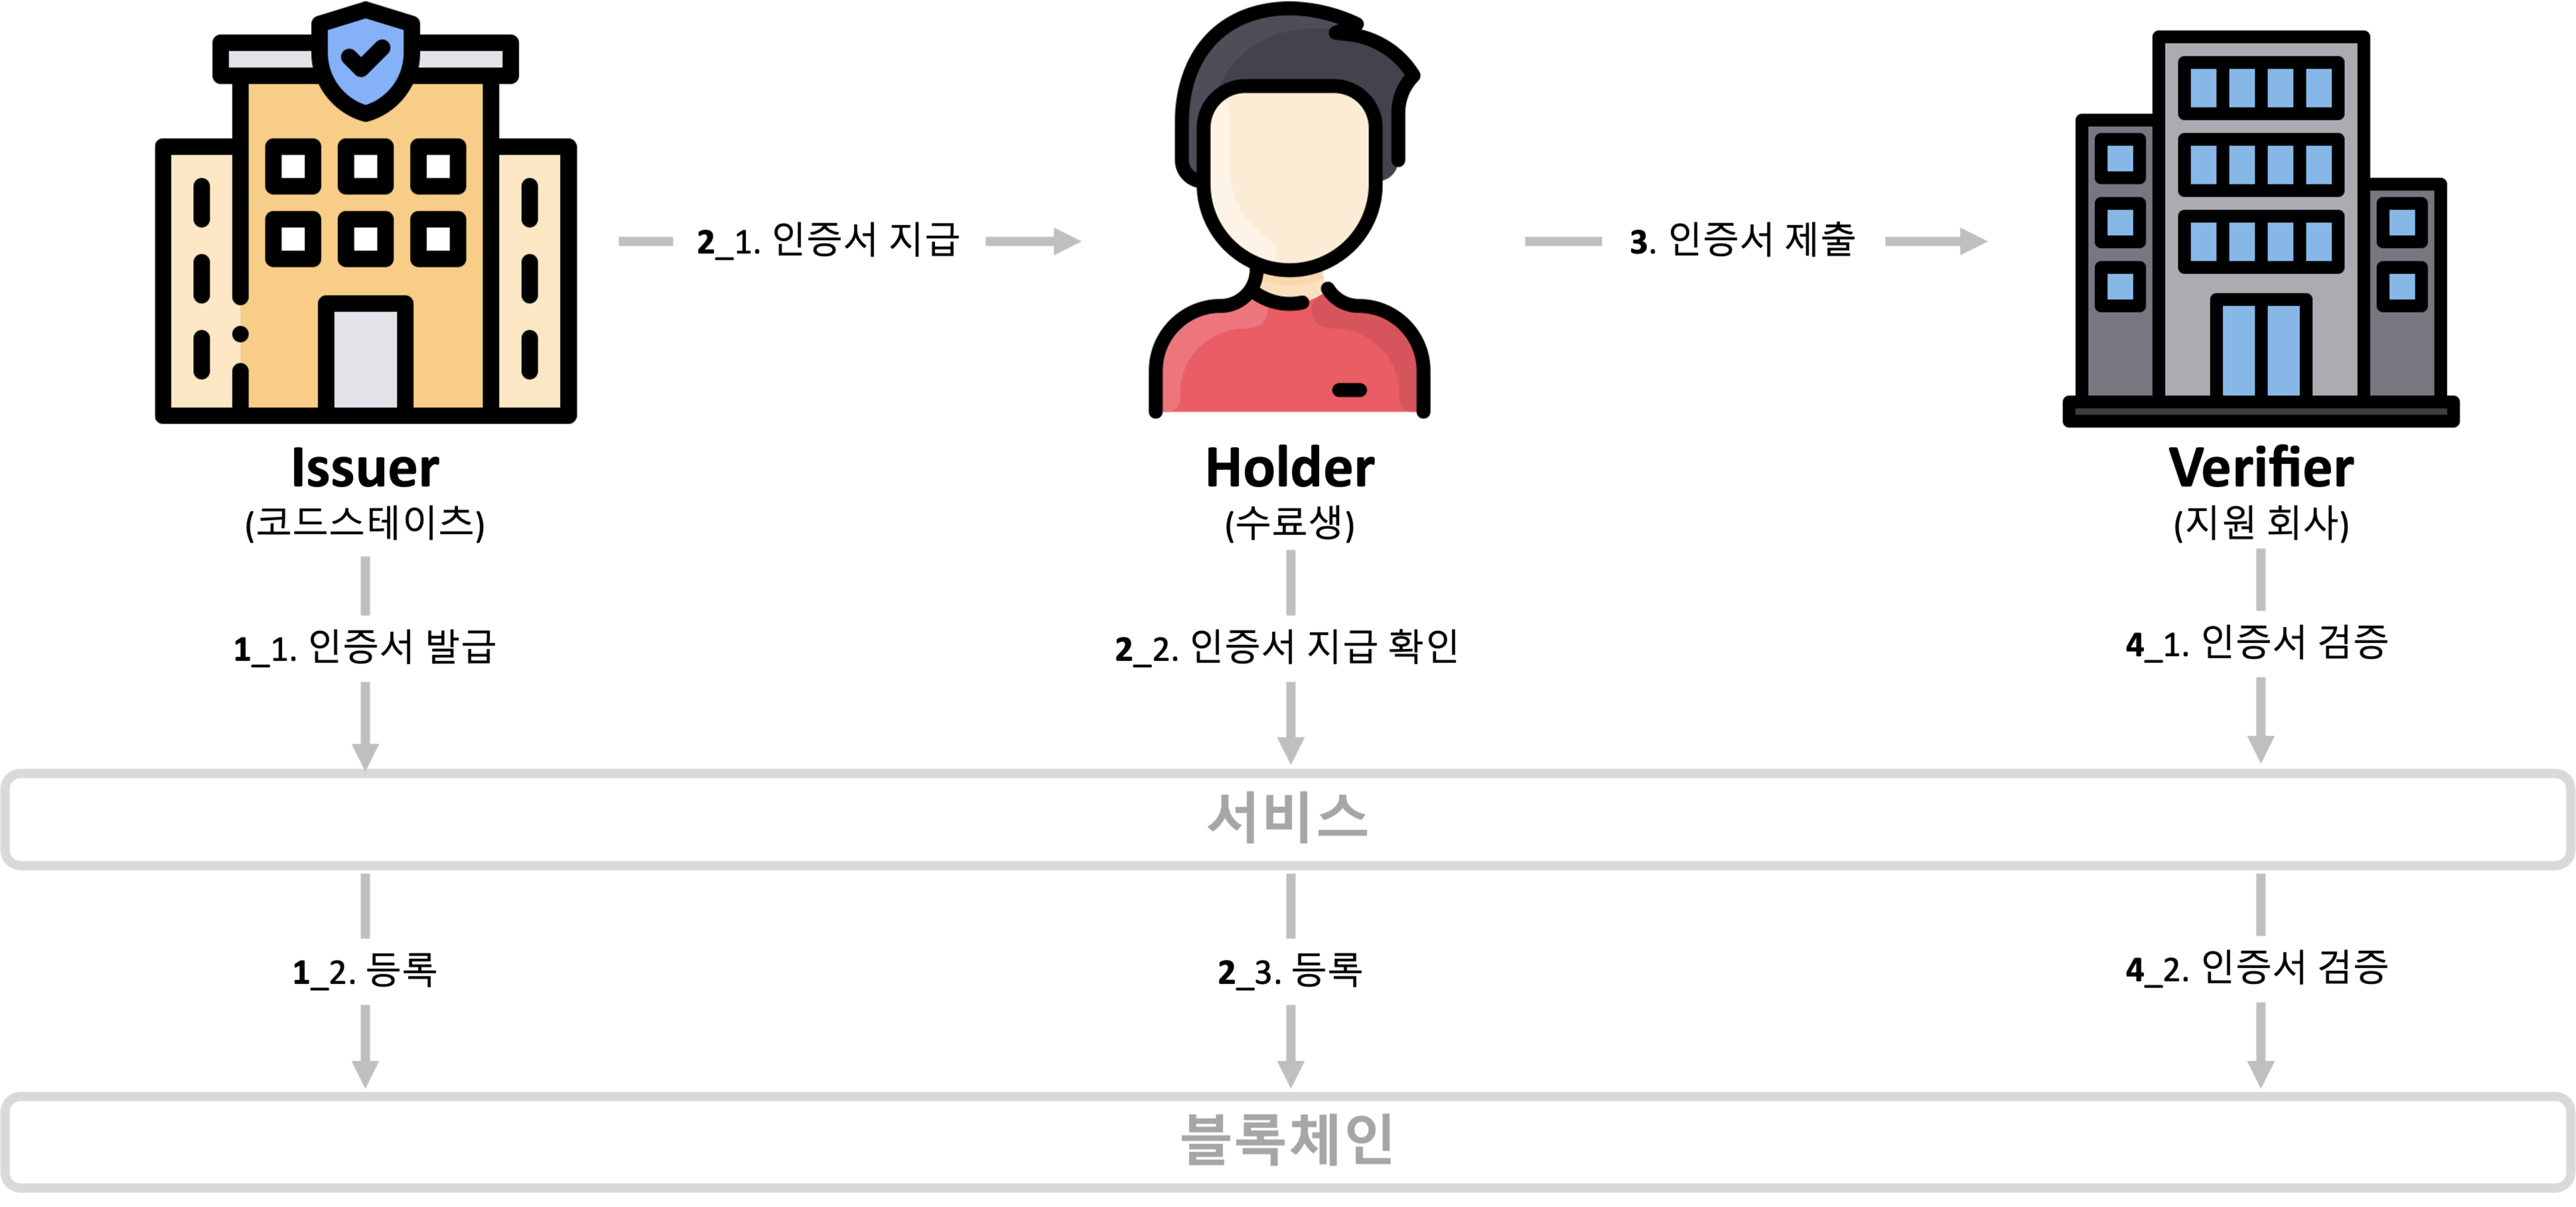 2_1. 인증서 지급
3. 인증서 제출
Issuer
(코드스테이츠)
Holder
(수료생)
Verifier
(지원 회사)
1_1. 인증서 발급
2_2. 인증서 지급 확인
4_1. 인증서 검증
서비스
1_2. 등록
2_3. 등록
4_2. 인증서 검증
블록체인